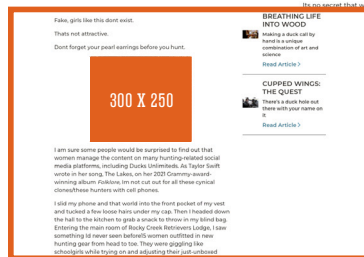 Its no secret that w
Fake, girls like this dont exist.
Thats not attractive.
Dont forget your pearl earrings before you hunt.
300 X 250
I am sure some people would be surprised to find out that
women manage the content on many hunting-related social
media platforms, including Ducks Unlimiteds. As Taylor Swift
wrote in her song, The Lakes, on her 2021 Grammy-award-
winning album Folklore, Im not cut out for all these cynical
clones/these hunters with cell phones.
I slid my phone and that world into the front pocket of my vest
and tucked a few loose hairs under my cap. Then I headed down
the hall to the kitchen to grab a snack to throw in my blind bag.
Entering the main room of Rocky Creek Retrievers Lodge, I saw
something Id never seen before15 women outfitted in new
hunting gear from head to toe. They were giggling like
schoolgirls while trying on and adjusting their just-unboxed
BREATHING LIFE
INTO WOOD
Making a duck call by
hand is a unique
combination of art and
science
Read Article >
CUPPED WINGS:
THE QUEST
There's a duck hole out
there with your name on
it
Read Article >